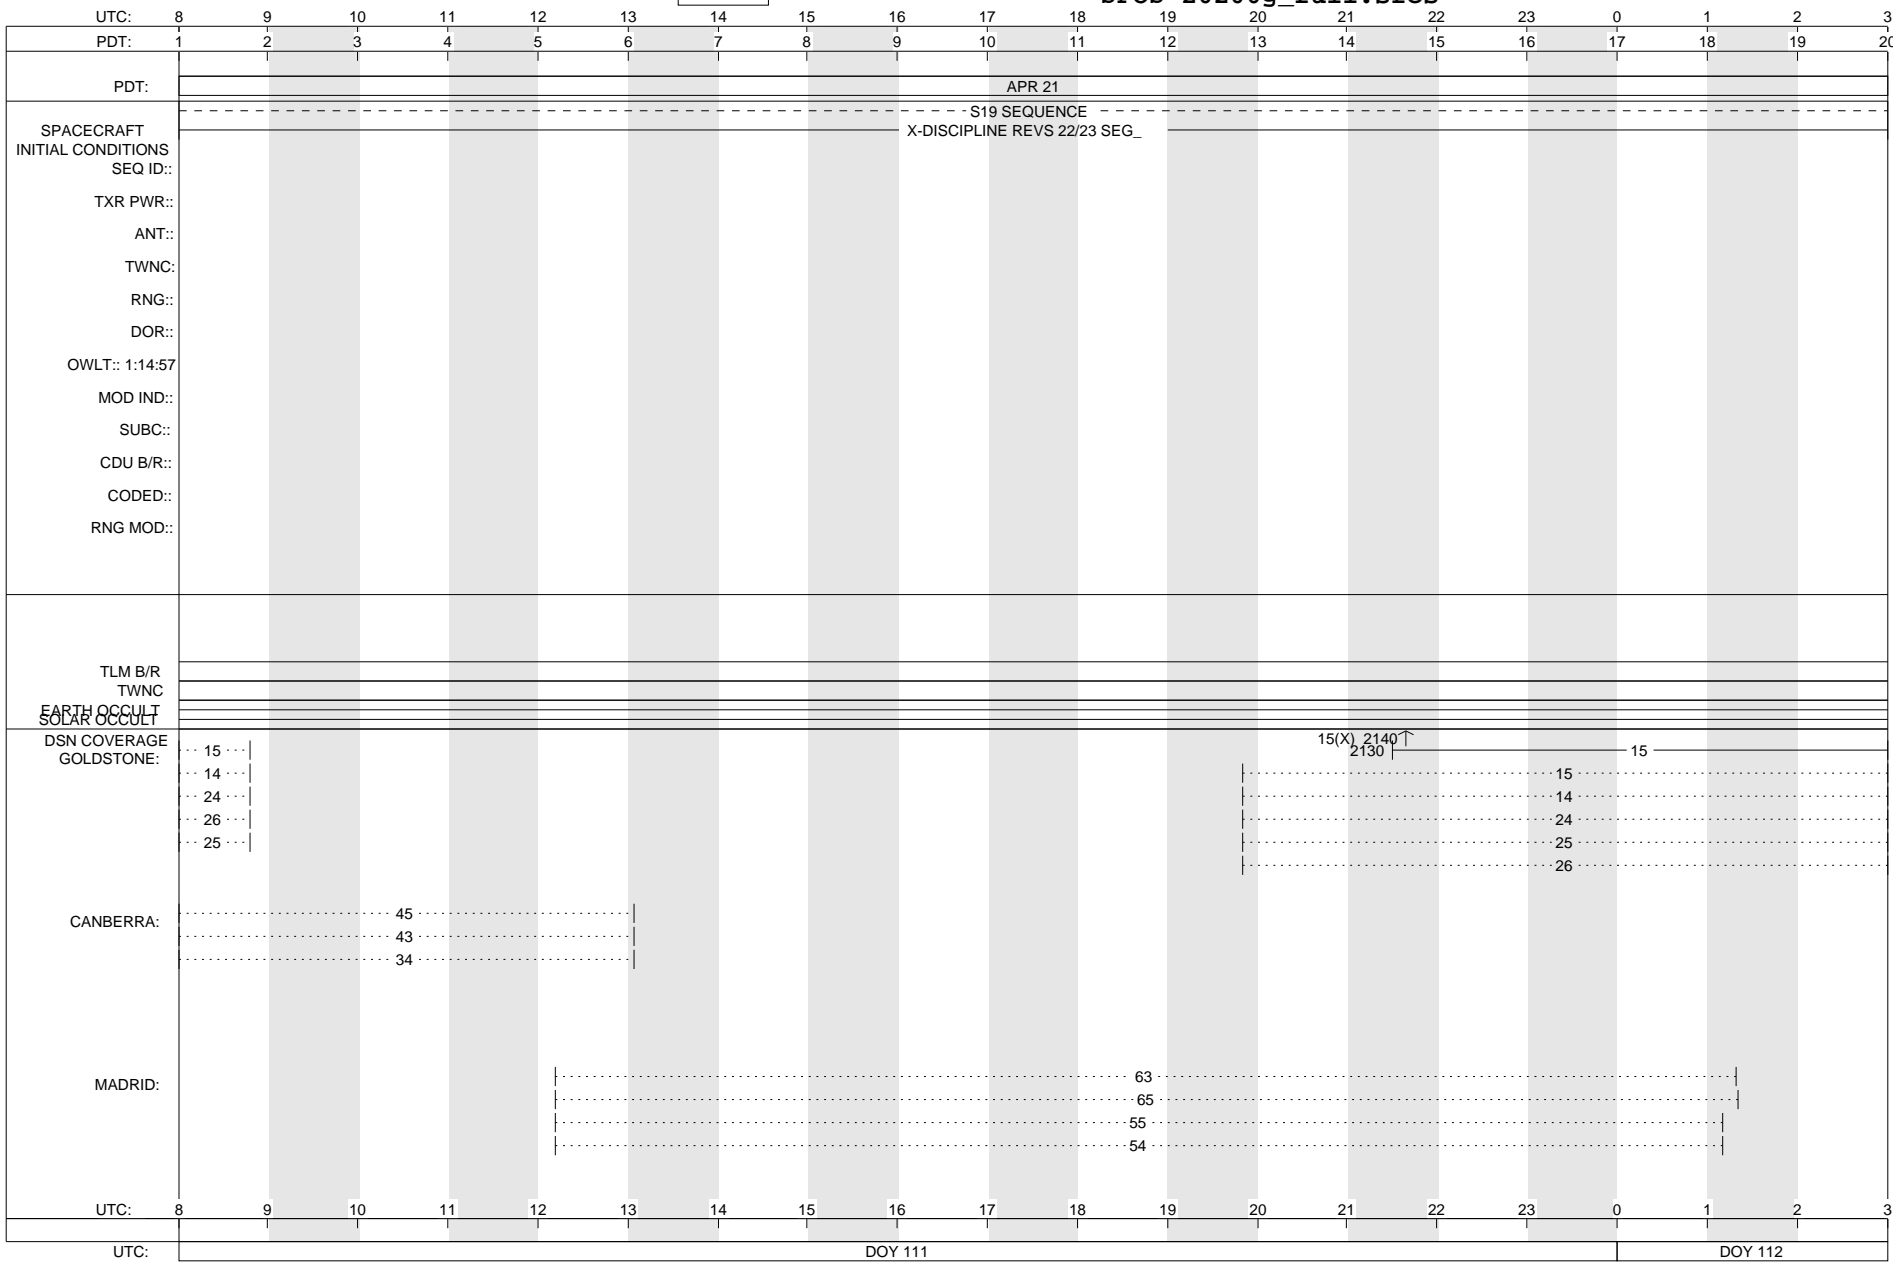 UTC: 8 9 10 11 12 13 14 15 16 17 18 19 20 21 22 23 0 1 2 3
PDT: 1 2 3 4 5 6 7 8 9 10 11 12 13 14 15 16 17 18 19 20
PDT: APR 21
S19 SEQUENCE
SPACECRAFT X-DISCIPLINE REVS 22/23 SEG_
INITIAL CONDITIONS
SEQ ID::
TXR PWR::
ANT::
TWNC:
RNG::
DOR::
OWLT:: 1:14:57
MOD IND::
SUBC::
CDU B/R::
CODED::
RNG MOD::
TLM B/R
TWNC
EARTH OCCULT
SOLAR OCCULT
DSN COVERAGE 15(X) 2140
15 2130 15
GOLDSTONE:
14 15
24 14
26 24
25 25
26
45
CANBERRA:
43
34
63
MADRID:
65
55
54
UTC: 8 9 10 11 12 13 14 15 16 17 18 19 20 21 22 23 0 1 2 3
UTC: DOY 111 DOY 112